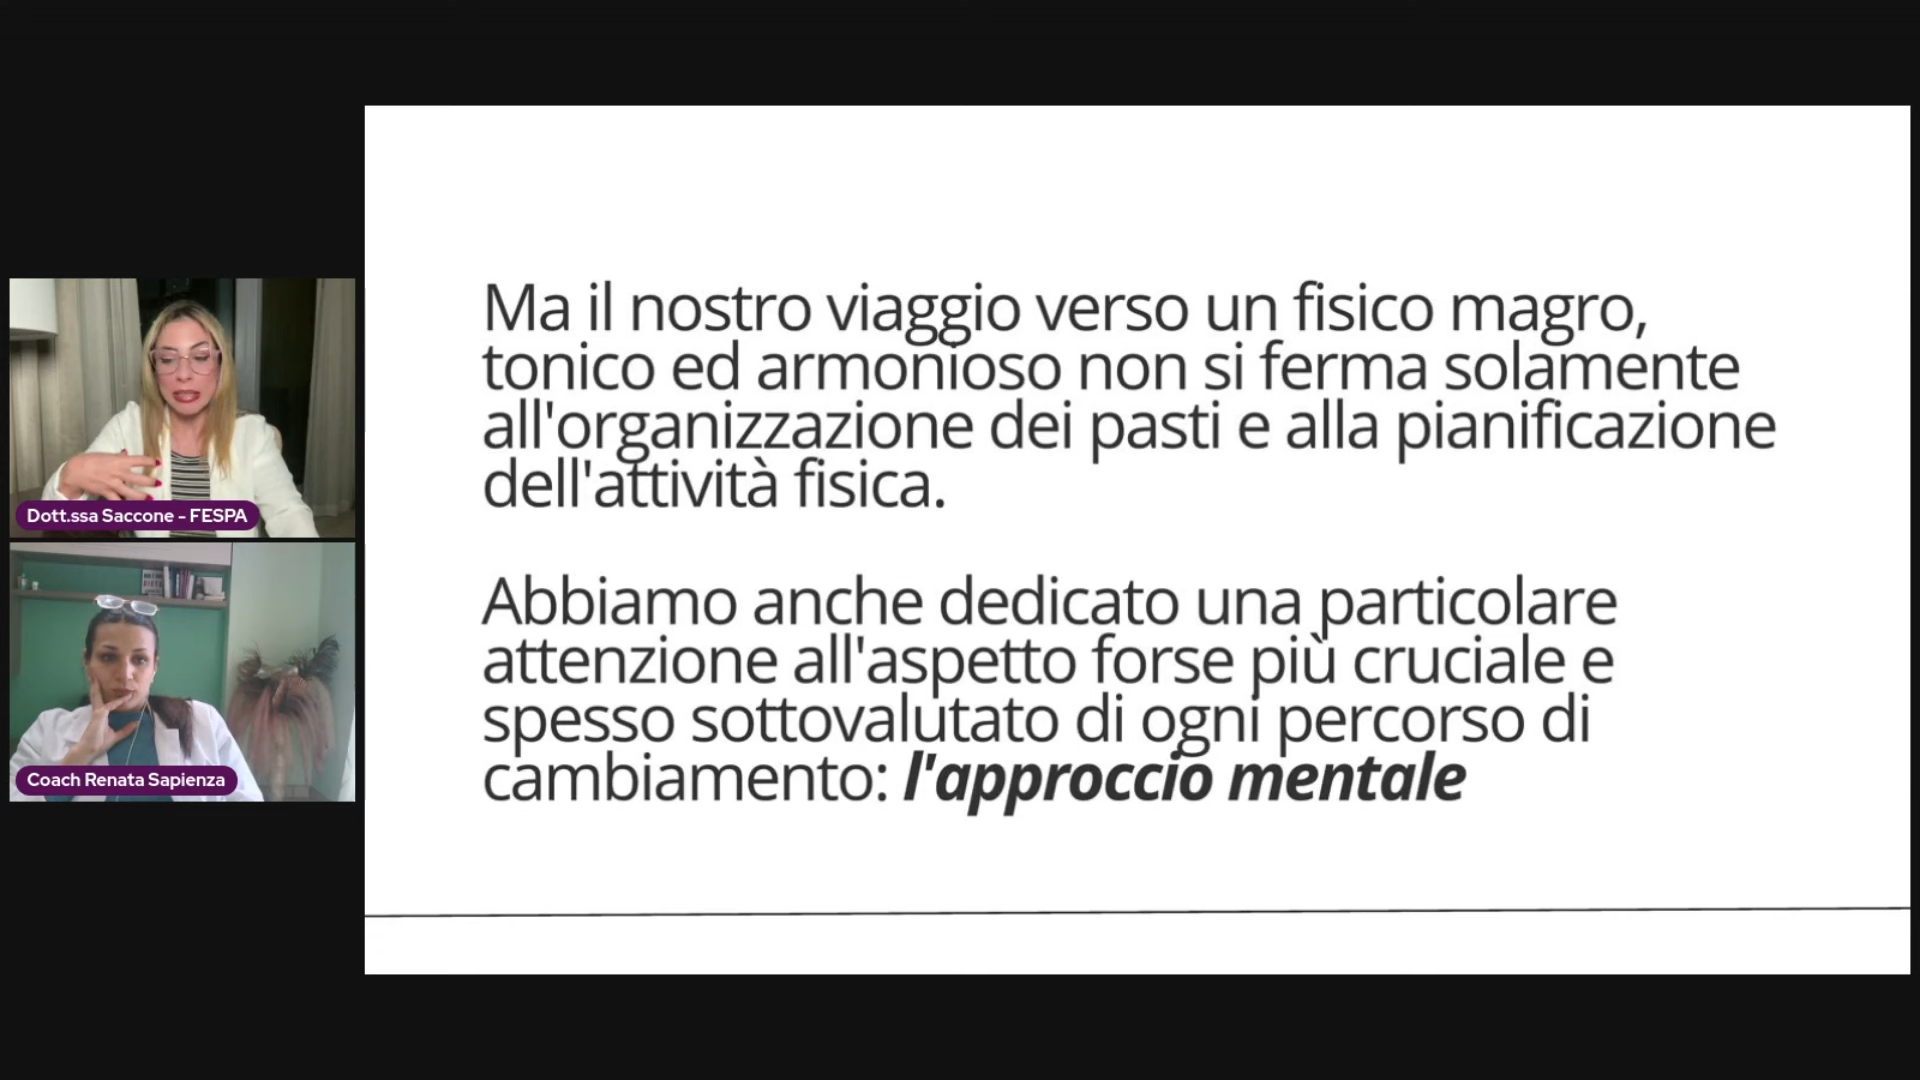 Ma il nostro viaggio verso un fisico magro,
tonico ed armonioso non si ferma solamente
all'organizzazione dei pasti e alla pianificazione
dell'attività fisica.
Abbiamo anche dedicato una particolare
attenzione all'aspetto forse più cruciale e
spesso sottovalutato di ogni percorso di
cambiamento: l'approccio mentale
Dott.ssa Saccone - FESPA
Coach Renata Sapienza